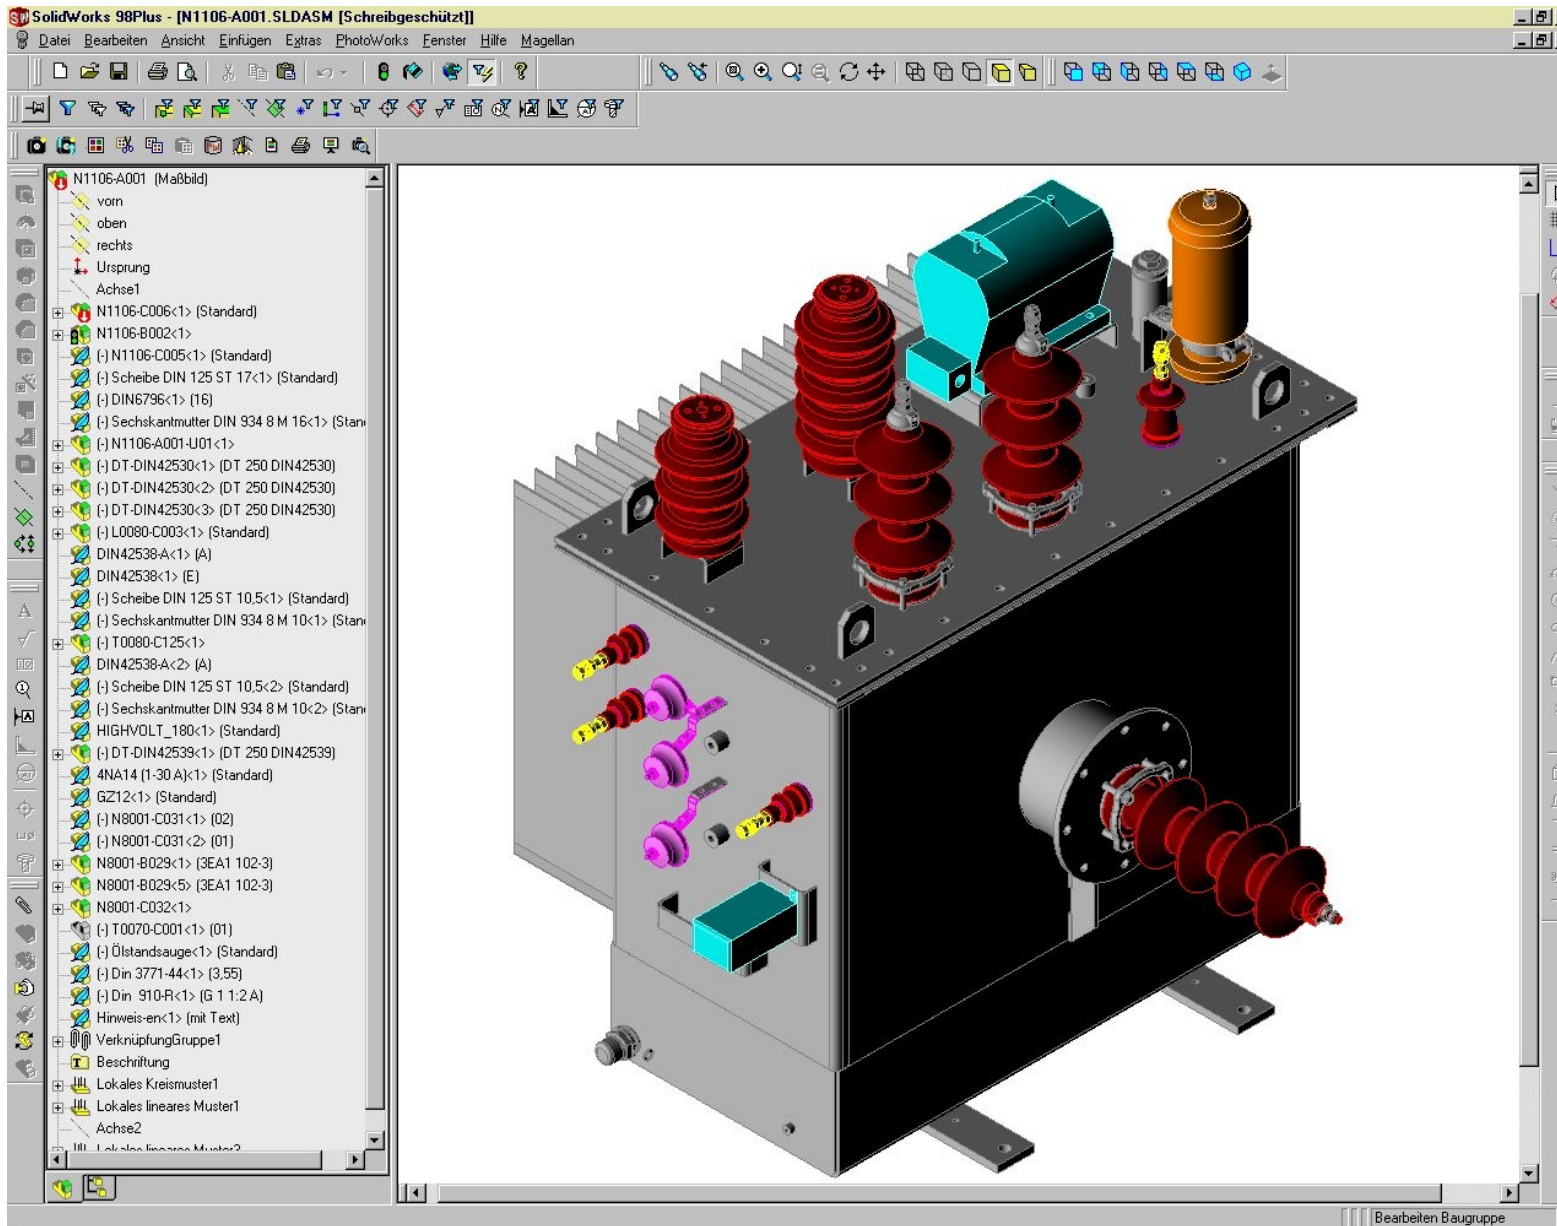 SolidWorks 98Plus - [N1106-A001.SLDASM [Schreibgeschützt]]
Datei Bearbeiten Ansicht Einfügen Extras PhotoWorks Fenster Hilfe Magellan
N1106-A001 (Maßbild)
vorn
oben
rechts
Ursprung
Achse1
N1106-C006<1> (Standard)
N1106-B002<1>
(-) N1106-C005<1> (Standard)
(-) Scheibe DIN 125 ST 17<1> (Standard)
(-) DIN6796<1> (16)
(-) Sechskantmutter DIN 934 8 M 16<1> (Stan
(-) N1106-A001-U01<1>
(-) DT-DIN42530<1> (DT 250 DIN42530)
(-) DT-DIN42530<2> (DT 250 DIN42530)
(-) DT-DIN42530<3> (DT 250 DIN42530)
(-) L0080-C003<1> (Standard)
DIN42538-A<1> (A)
DIN42538<1> (E)
(-) Scheibe DIN 125 ST 10,5<1> (Standard)
(-) Sechskantmutter DIN 934 8 M 10<1> (Stan
(-) T0080-C125<1>
DIN42538-A<2> (A)
(-) Scheibe DIN 125 ST 10,5<2> (Standard)
(-) Sechskantmutter DIN 934 8 M 10<2> (Stan
HIGHVOLT_180<1> (Standard)
(-) DT-DIN42539<1> (DT 250 DIN42539)
4NA14 (1-30 A)<1> (Standard)
GZ12<1> (Standard)
(-) N8001-C031<1> (02)
(-) N8001-C031<2> (01)
N8001-B029<1> (3EA1 102-3)
N8001-B029<5> (3EA1 102-3)
N8001-C032<1>
(-) T0070-C001<1> (01)
(-) Ölstandsauge<1> (Standard)
(-) Din 3771-44<1> (3,55)
(-) Din 910-R<1> (G 1 1:2 A)
Hinweis-en<1> (mit Text)
VerknüpfungGruppe1
Beschriftung
Lokales Kreismuster1
Lokales lineares Muster1
Achse2
Lokales lineares Muster2
Bearbeiten Baugruppe